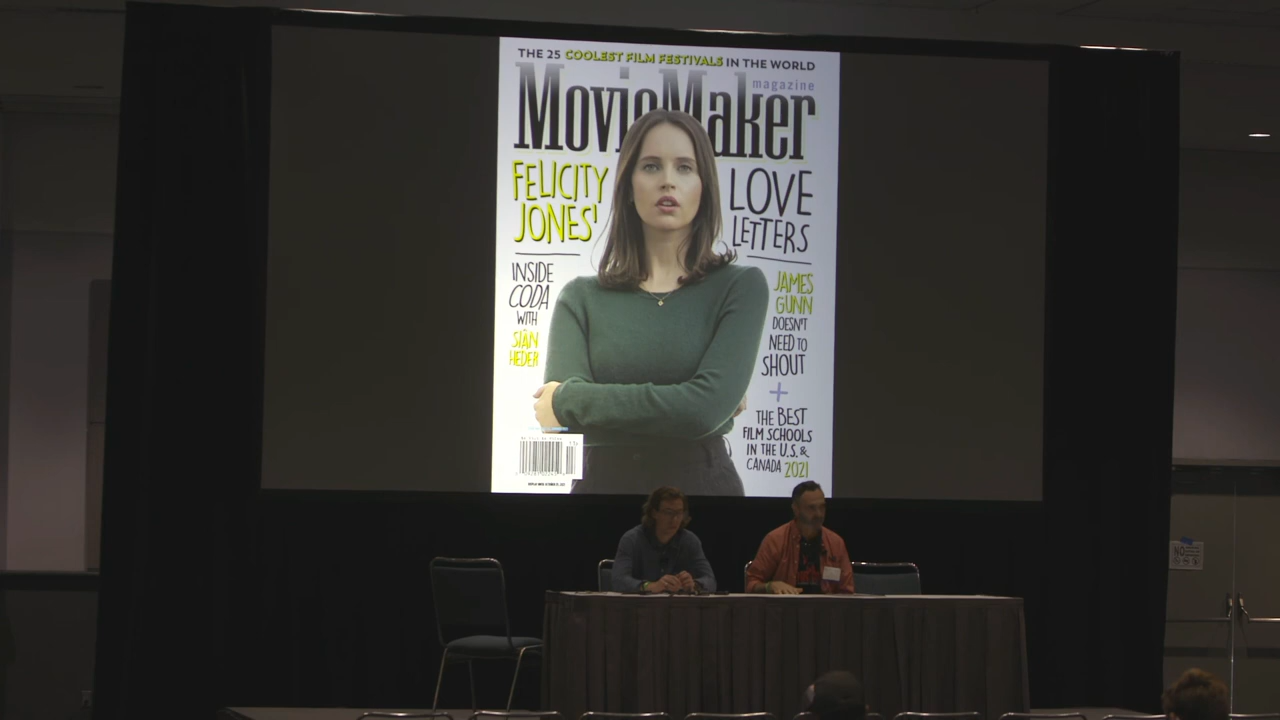 THE 25 COOLEST FILM FESTIVALS IN THE WORLD
MovieMaker
magazine
FELICITY
JONES'
LOVE
LETTERS
INSIDE
CODA
WITH
SIÂN
HEDER
JAMES
GUNN
DOESN'T
NEED TO
SHOUT
+
THE BEST
FILM SCHOOLS
IN THE U.S. &
CANADA 2021
NO